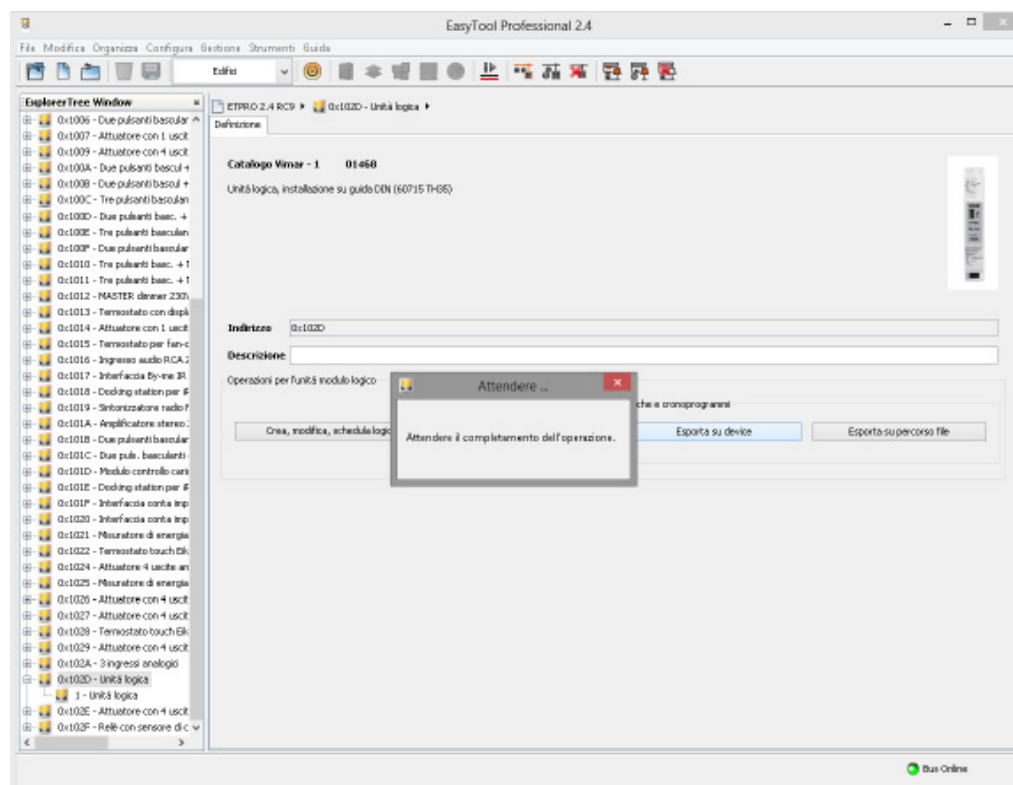 EasyTool Professional 2.4
File Modifica Organizza Configura Gestione Strumenti Guida
Edifici
ExplorerTree Window
0x1006 - Due pulsanti bascular
0x1007 - Attuatore con 1 uscit
0x1009 - Attuatore con 4 uscit
0x100A - Due pulsanti bascul +
0x100B - Due pulsanti bascul +
0x100C - Tre pulsanti basculan
0x100D - Due pulsanti basc. +
0x100E - Tre pulsanti basculan
0x100F - Due pulsanti bascular
0x1010 - Tre pulsanti basc. + 1
0x1011 - Tre pulsanti basc. + 1
0x1012 - MASTER dimmer 230\
0x1013 - Termostato con displa
0x1014 - Attuatore con 1 uscit
0x1015 - Termostato per fan-c
0x1016 - Ingresso audio RCA 2
0x1017 - Interfaccia By-me IR
0x1018 - Docking station per iF
0x1019 - Sintonizzatore radio F
0x101A - Amplificatore stereo
0x101B - Due pulsanti bascular
0x101C - Due puls. basculanti
0x101D - Modulo controllo cari
0x101E - Docking station per iF
0x101F - Interfaccia conta imp
0x1020 - Interfaccia conta imp
0x1021 - Misuratore di energia
0x1022 - Termostato touch Eik
0x1024 - Attuatore 4 uscite an
0x1025 - Misuratore di energia
0x1026 - Attuatore con 4 uscit
0x1027 - Attuatore con 4 uscit
0x1028 - Termostato touch Eik
0x1029 - Attuatore con 4 uscit
0x102A - 3 ingressi analogici
0x102D - Unità logica
1 - Unità logica
0x102E - Attuatore con 4 uscit
0x102F - Relè con sensore di c
ETPRO 2.4 RC9
0x102D - Unità logica
Definizione
Catalogo Vimar - 1 01468
Unità logica, installazione su guida DIN (60715 TH35)
Indirizzo 0x102D
Descrizione
Operazioni per l'unità modulo logico
che e cronoprogrammi
Crea, modifica, schedula logic
Esporta su device
Esporta su percorso file
Attendere ...
Attendere il completamento dell'operazione.
Bus Online